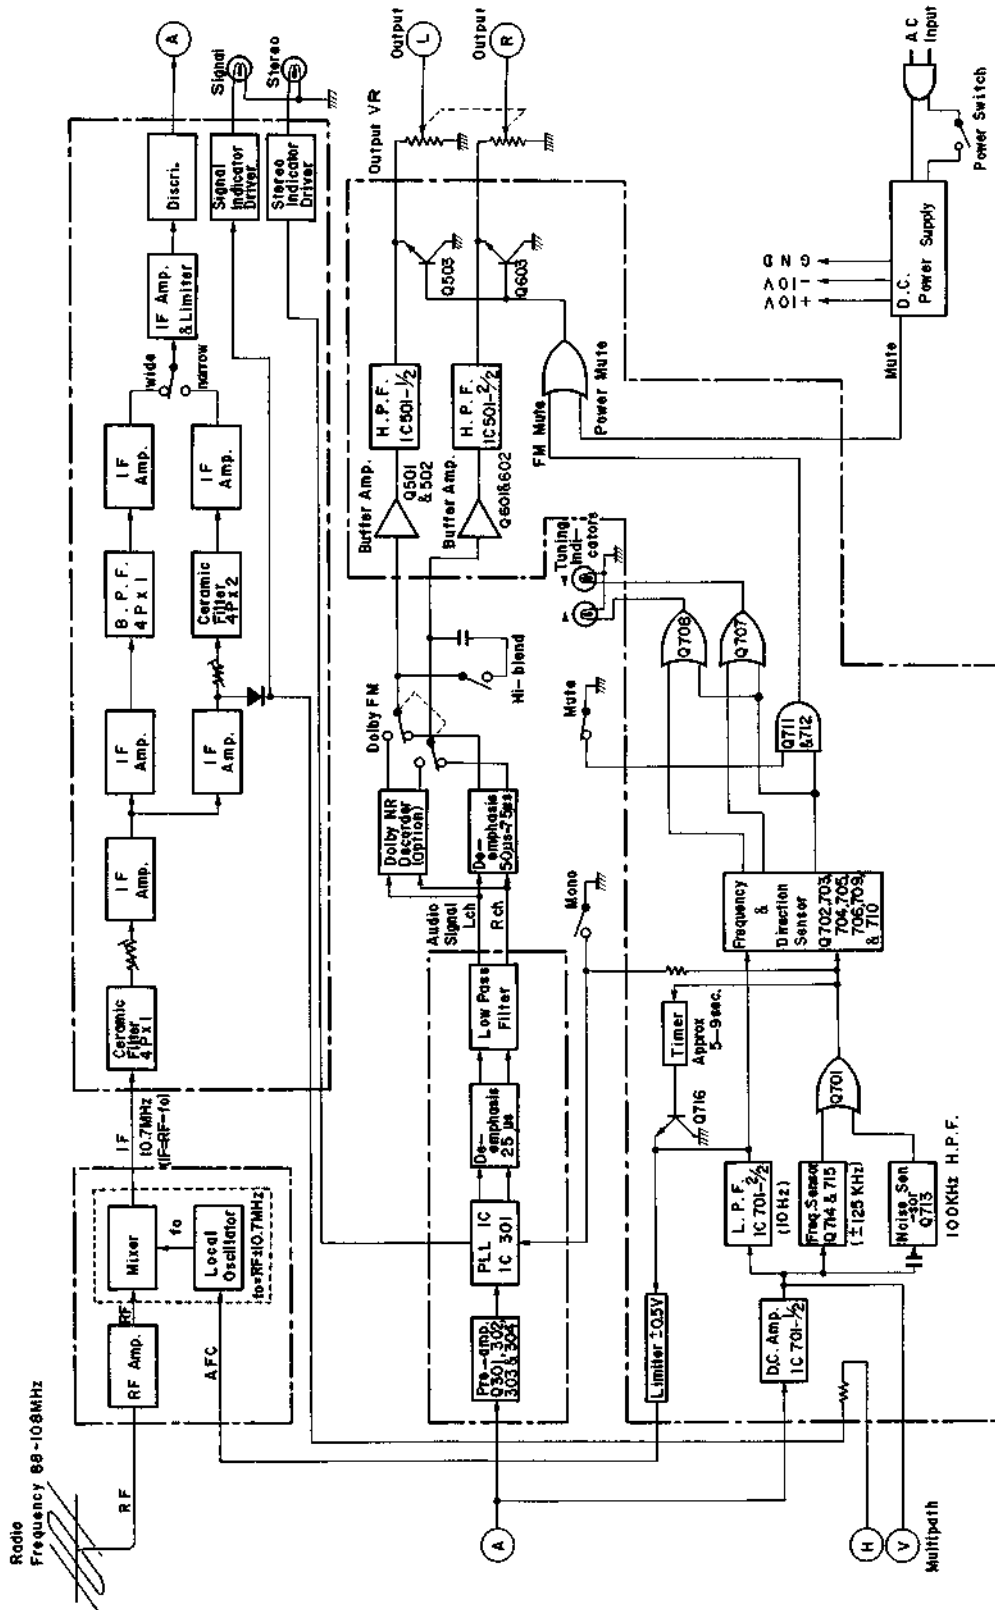 Radio
Frequency 88~108MHz
RF
RF Amp.
RF
Mixer
fo
Local
Oscillator
fo=RF±10.7MHz
AFC
IF
10.7MHz
(IF=RF-fo)
Ceramic
Filter
4P x 1
IF
Amp.
IF
Amp.
IF
Amp.
B. P. F.
4 P x 1
Ceramic
Filter
4P x 2
IF
Amp.
IF
Amp.
wide
narrow
IF Amp.
& Limiter
Discri.
A
Signal
Indicator
Driver
Signal
Stereo
Indicator
Driver
Stereo
A
Pre-amp.
Q301, 302,
303 & 304
PLL IC
IC 301
De-
emphasis
25 µs
Low Pass
Filter
Audio
Signal
Lch
Rch
Dolby NR
Decorder
(Option)
De-
emphasis
50µs-75µs
Dolby FM
Hi-blend
Mono
Mute
Buffer Amp.
Q501
& 502
Buffer Amp.
Q601&602
H. P. F.
IC501-1/2
H. P. F.
IC501-2/2
Q503
Q603
Output VR
Output
L
Output
R
FM Mute
Power Mute
Tuning
Indi-
cators
Q708
Q707
Q711
&712
Frequency
&
Direction
Sensor
Q702,703,
704,705,
706,709,
& 710
Timer
Approx
5-9sec.
Q716
Limiter ±0.5V
D.C. Amp.
IC 701-1/2
L. P. F.
IC 701-2/2
(10Hz)
Freq.Sensor
Q714 & 715
(±125 KHz)
Noise Sen
-sor
Q713
100KHz H.P.F.
Q701
H
V
Multipath
Mute
D.C.
Power Supply
+10V
-10V
GND
Power Switch
AC
Input